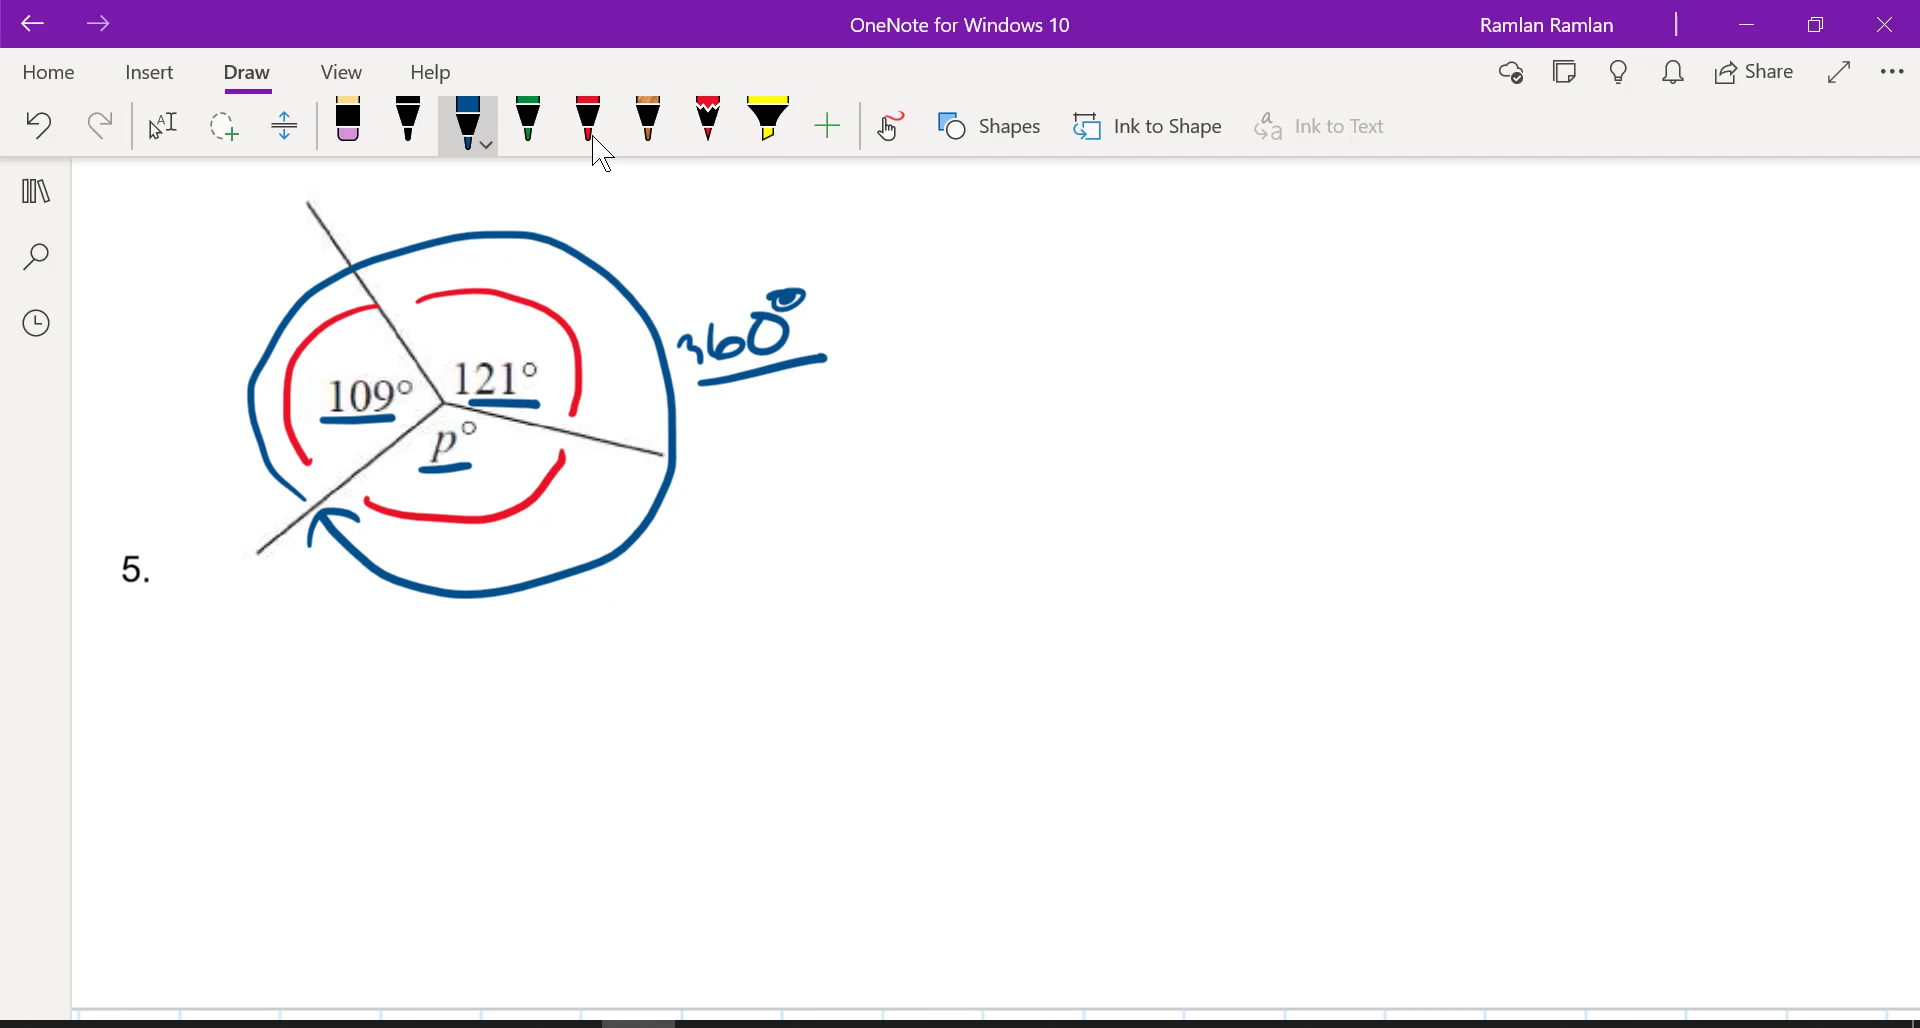 OneNote for Windows 10
Ramlan Ramlan
Home Insert Draw View Help
Share
Shapes
Ink to Shape
Ink to Text
360°
121°
109°
p°
5.